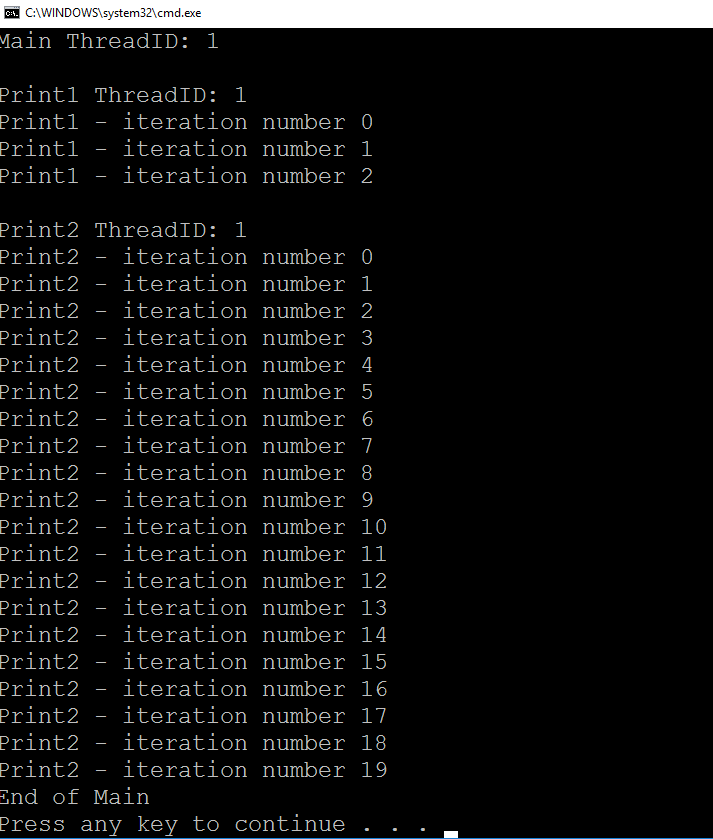 C:\WINDOWS\system32\cmd.exe
Main ThreadID: 1
Print1 ThreadID: 1
Print1 - iteration number 0
Print1 - iteration number 1
Print1 - iteration number 2
Print2 ThreadID: 1
Print2 - iteration number 0
Print2 - iteration number 1
Print2 - iteration number 2
Print2 - iteration number 3
Print2 - iteration number 4
Print2 - iteration number 5
Print2 - iteration number 6
Print2 - iteration number 7
Print2 - iteration number 8
Print2 - iteration number 9
Print2 - iteration number 10
Print2 - iteration number 11
Print2 - iteration number 12
Print2 - iteration number 13
Print2 - iteration number 14
Print2 - iteration number 15
Print2 - iteration number 16
Print2 - iteration number 17
Print2 - iteration number 18
Print2 - iteration number 19
End of Main
Press any key to continue . . .